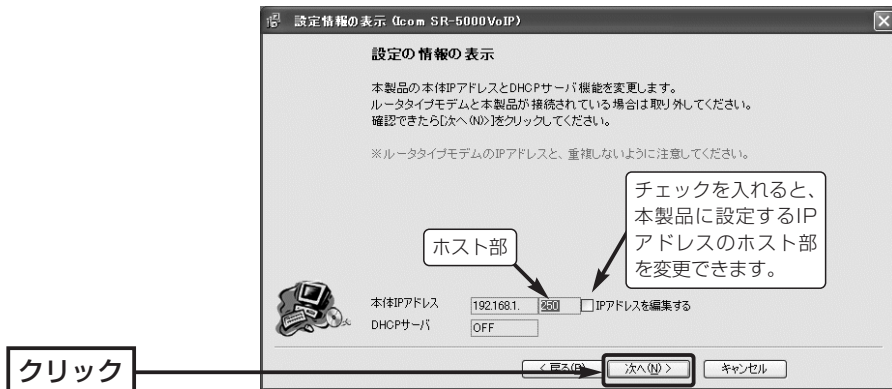 設定情報の表示 (Icom SR-5000VoIP)
設定の情報の表示
本製品の本体IPアドレスとDHCPサーバ機能を変更します。
ルータタイプモデムと本製品が接続されている場合は取り外してください。
確認できたら[次へ(N)>]をクリックしてください。
※ルータタイプモデムのIPアドレスと、重複しないように注意してください。
チェックを入れると、
本製品に設定するIP
アドレスのホスト部
を変更できます。
ホスト部
本体IPアドレス 192.168.1. 250 IPアドレスを編集する
DHCPサーバ OFF
クリック
< 戻る(B) 次へ(N) > キャンセル